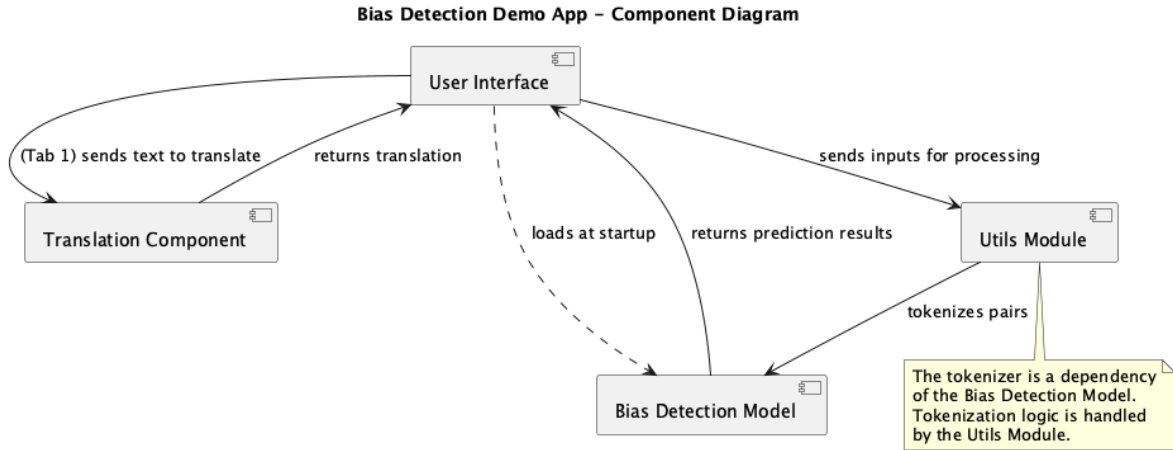 Bias Detection Demo App – Component Diagram
User Interface
(Tab 1) sends text to translate
returns translation
sends inputs for processing
Translation Component
loads at startup
returns prediction results
Utils Module
tokenizes pairs
Bias Detection Model
The tokenizer is a dependency
of the Bias Detection Model.
Tokenization logic is handled
by the Utils Module.